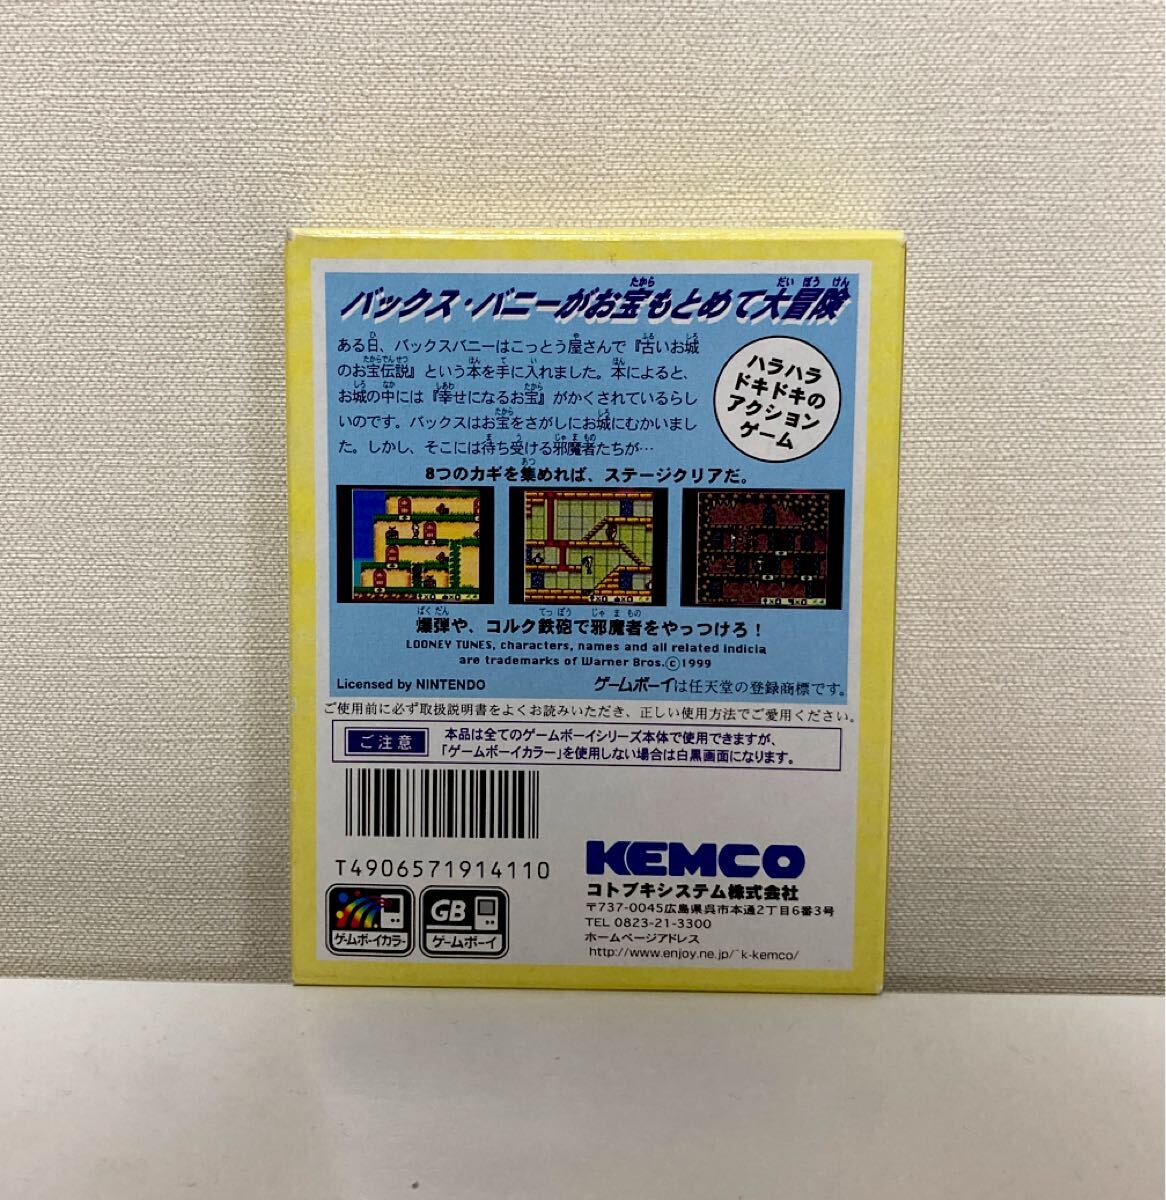 バックス・バニーがお宝もとめて大冒険
ある日、バックスバニーはこっとう屋さんで『古いお城
のお宝伝説』という本を手に入れました。本によると、
お城の中には『幸せになるお宝』がかくされているらし
いのです。バックスはお宝をさがしにお城にむかいまし
た。しかし、そこには待ち受ける邪魔者たちが…
ハラハラ
ドキドキの
アクション
ゲーム
8つのカギを集めれば、ステージクリアだ。
爆弾や、コルク鉄砲で邪魔者をやっつけろ！
LOONEY TUNES, characters, names and all related indicia
are trademarks of Warner Bros.©1999
Licensed by NINTENDO
ゲームボーイは任天堂の登録商標です。
ご使用前に必ず取扱説明書をよくお読みいただき、正しい使用方法でご愛用ください。
ご注意
本品は全てのゲームボーイシリーズ本体で使用できますが、
「ゲームボーイカラー」を使用しない場合は白黒画面になります。
T4906571914110
ゲームボーイカラー
GB
ゲームボーイ
KEMCO
コトブキシステム株式会社
〒737-0045広島県呉市本通2丁目6番3号
TEL 0823-21-3300
ホームページアドレス
http://www.enjoy.ne.jp/~k-kemco/